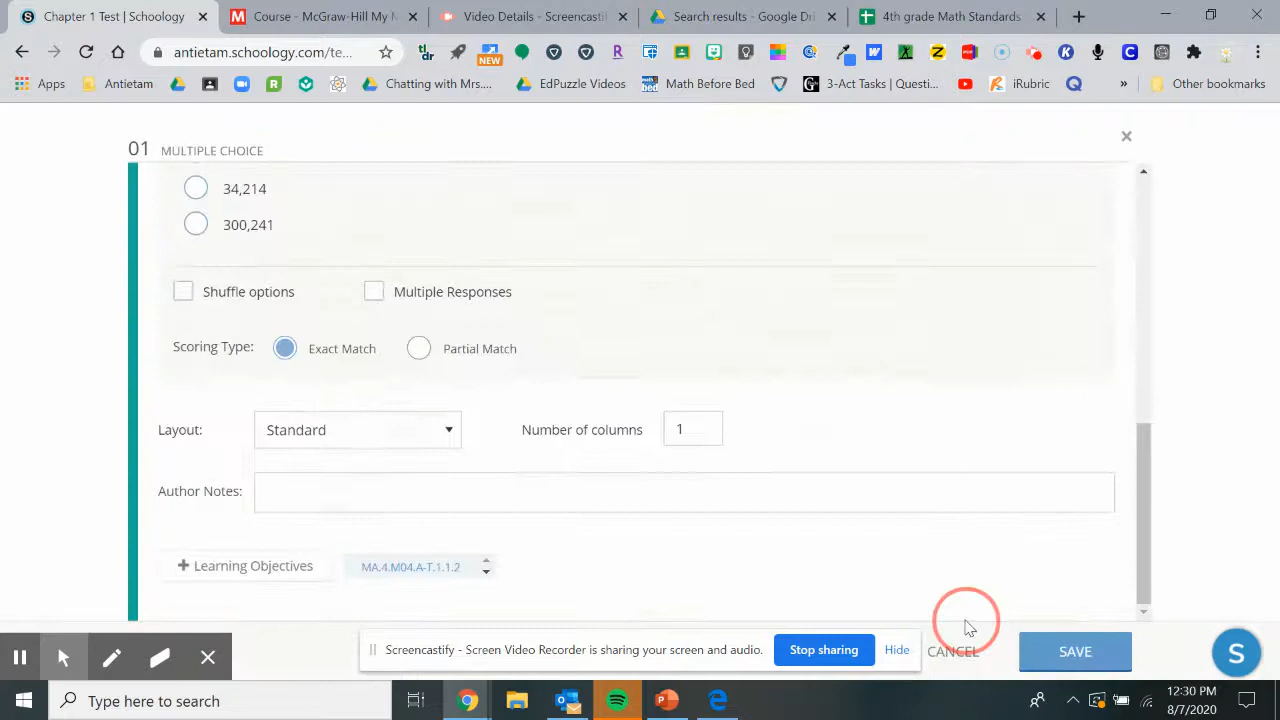 Chapter 1 Test | Schoology
Course - McGraw-Hill My M
Video Details - Screencastif
Search results - Google Dri
4th grade Math Standards
antietam.schoology.com/te...
NEW
Apps
Antietam
Chatting with Mrs....
EdPuzzle Videos
Math Before Bed
3-Act Tasks | Questi...
iRubric
Other bookmarks
01 MULTIPLE CHOICE
34,214
300,241
Shuffle options
Multiple Responses
Scoring Type:
Exact Match
Partial Match
Layout:
Standard
Number of columns
1
Author Notes:
+ Learning Objectives
MA.4.M04.A-T.1.1.2
Screencastify - Screen Video Recorder is sharing your screen and audio.
Stop sharing
Hide
CANCEL
SAVE
S
Type here to search
12:30 PM
8/7/2020